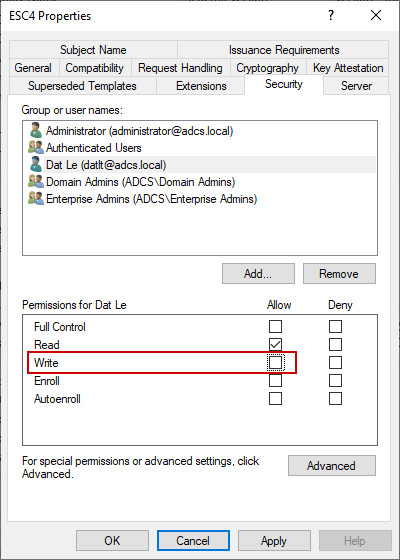 ESC4 Properties
?
Subject Name
Issuance Requirements
General
Compatibility
Request Handling
Cryptography
Key Attestation
Superseded Templates
Extensions
Security
Server
Group or user names:
Administrator (administrator@adcs.local)
Authenticated Users
Dat Le (datlt@adcs.local)
Domain Admins (ADCS\Domain Admins)
Enterprise Admins (ADCS\Enterprise Admins)
Add...
Remove
Permissions for Dat Le
Allow
Deny
Full Control
Read
Write
Enroll
Autoenroll
For special permissions or advanced settings, click
Advanced.
Advanced
OK
Cancel
Apply
Help